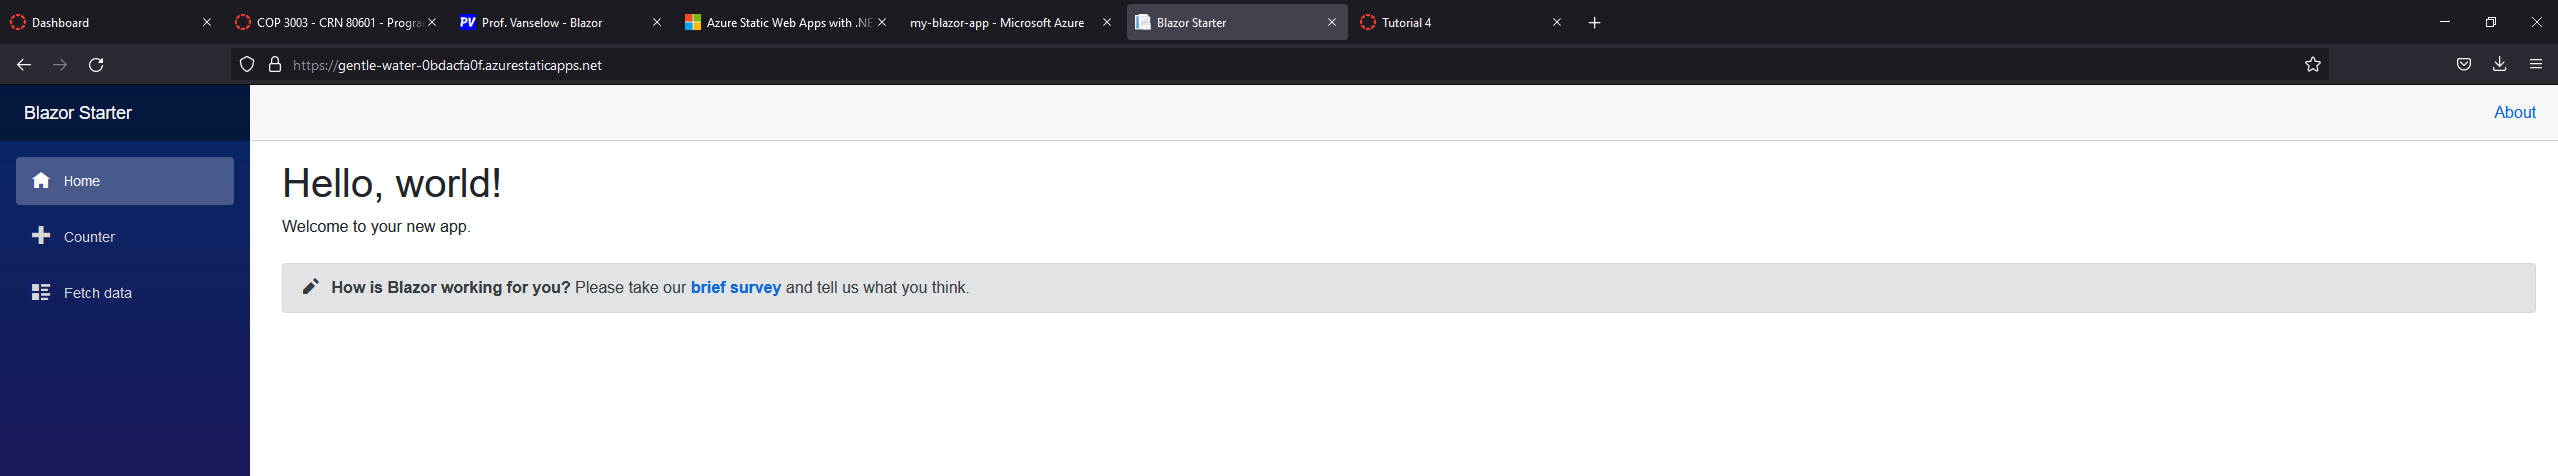 Dashboard
COP 3003 - CRN 80601 - Progra
PV Prof. Vanselow - Blazor
Azure Static Web Apps with .NE
my-blazor-app - Microsoft Azure
Blazor Starter
Tutorial 4
https://gentle-water-0bdacfa0f.azurestaticapps.net
Blazor Starter
About
Home
Counter
Fetch data
Hello, world!
Welcome to your new app.
How is Blazor working for you? Please take our brief survey and tell us what you think.